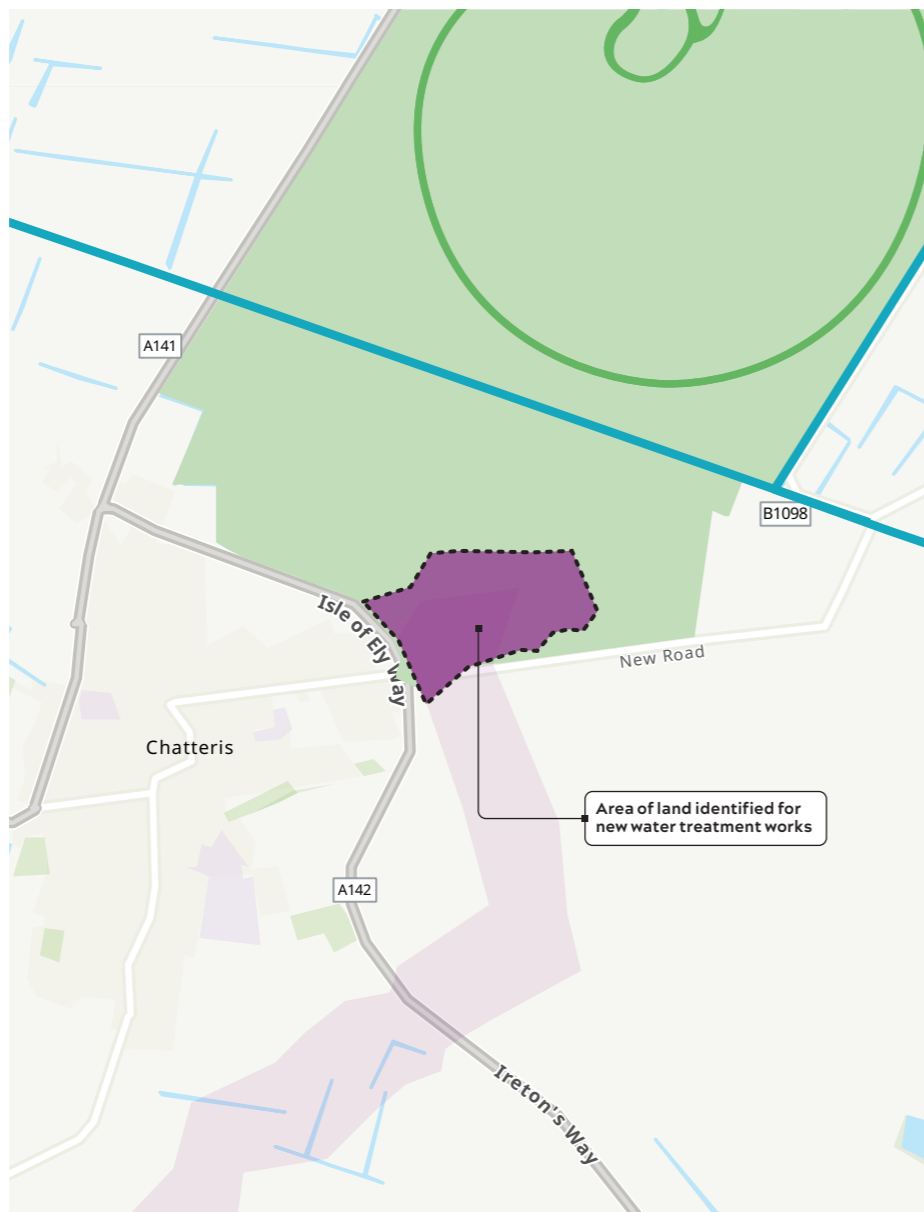 A141
B1098
Isle of Ely Way
New Road
Chatteris
Area of land identified for
new water treatment works
A142
Ireton's Way